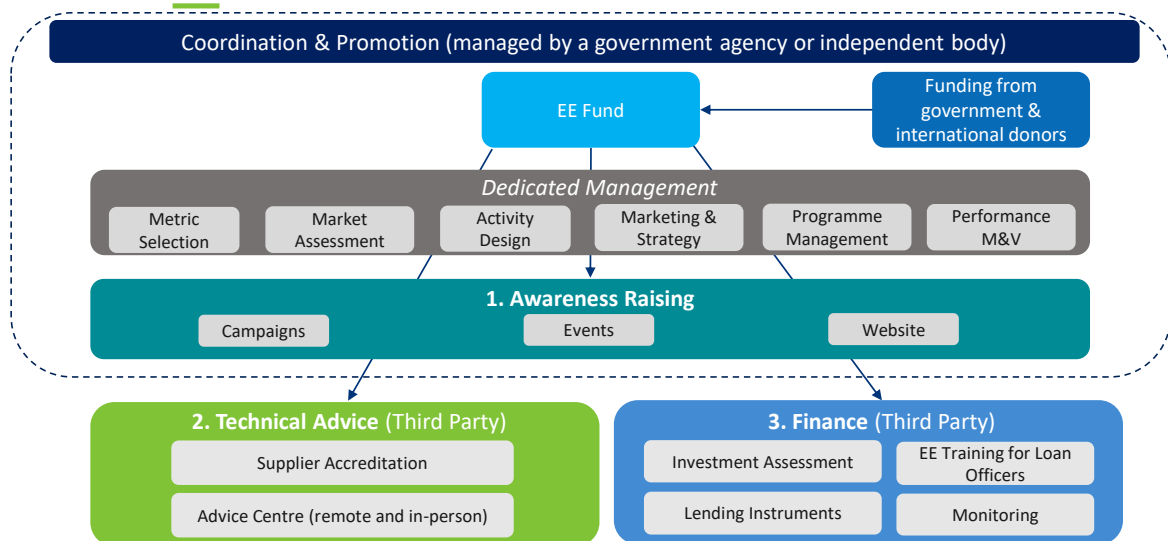 Coordination & Promotion (managed by a government agency or independent body)
EE Fund
Funding from
government &
international donors
Dedicated Management
Metric
Selection
Market
Assessment
Activity
Design
Marketing &
Strategy
Programme
Management
Performance
M&V
1. Awareness Raising
Campaigns
Events
Website
2. Technical Advice (Third Party)
Supplier Accreditation
Advice Centre (remote and in-person)
3. Finance (Third Party)
Investment Assessment
EE Training for Loan
Officers
Lending Instruments
Monitoring